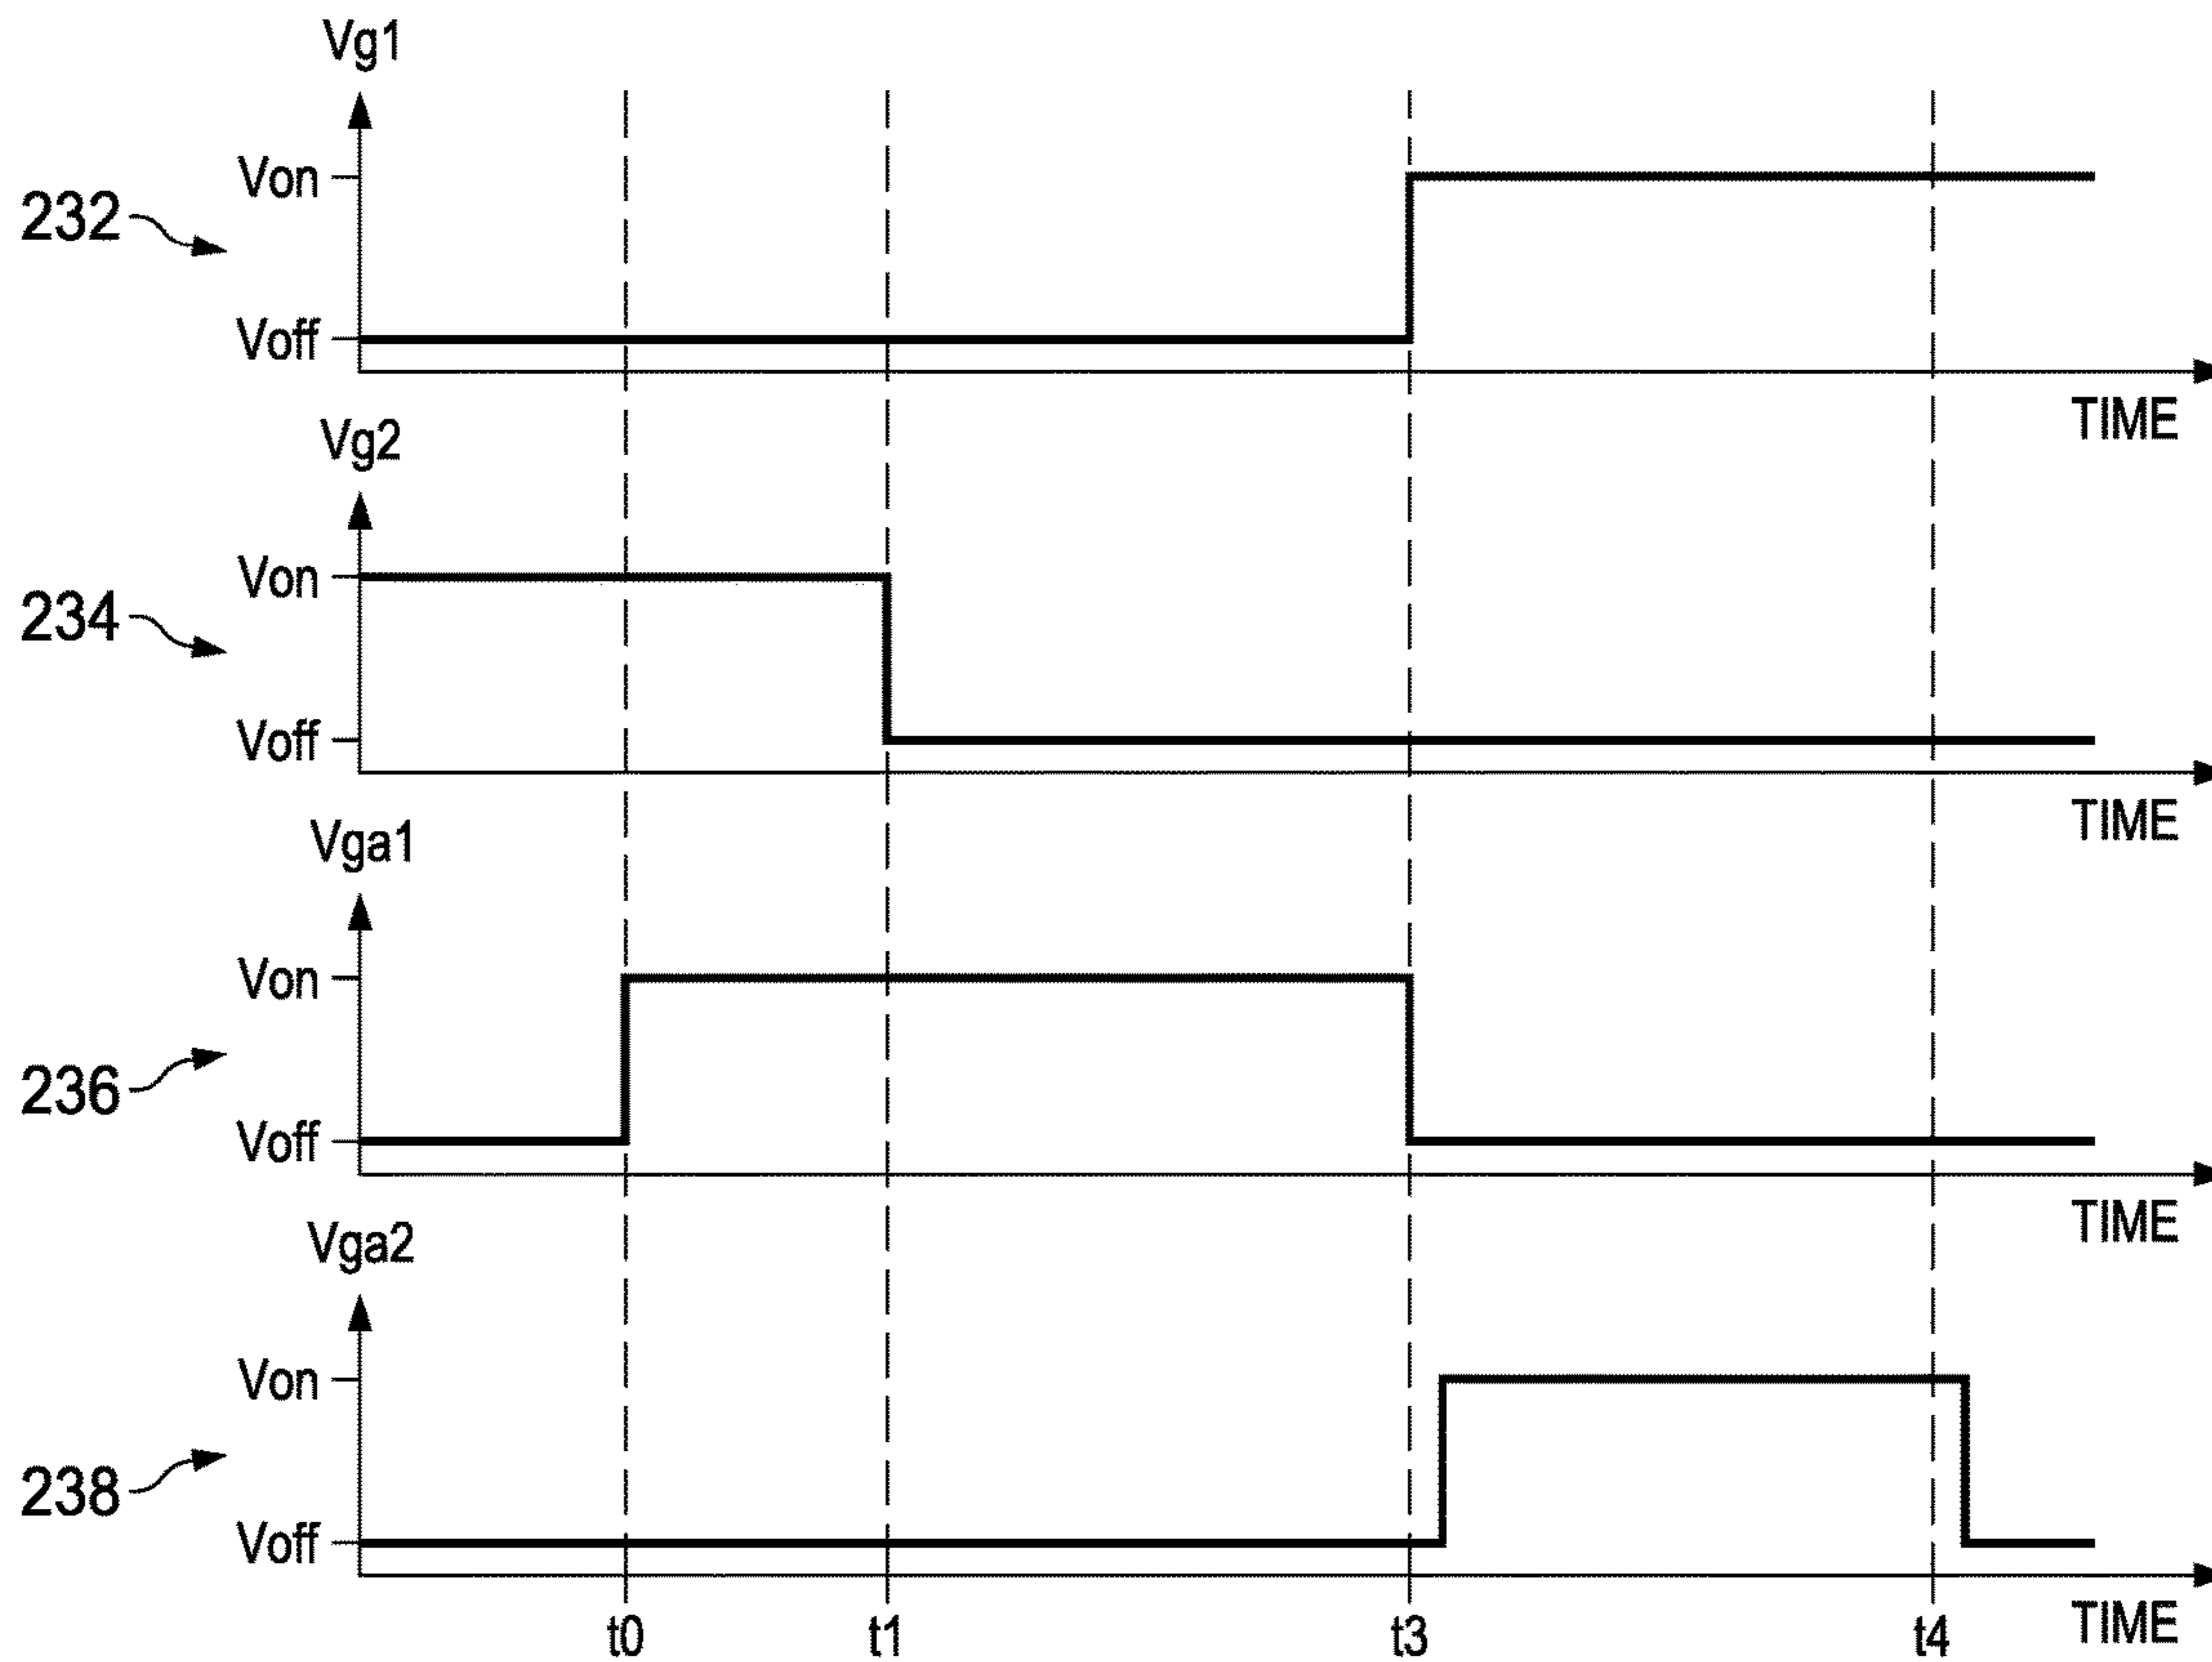 Vg1
Von
232
Voff
TIME
Vg2
Von
234
Voff
TIME
Vga1
Von
236
Voff
TIME
Vga2
Von
238
Voff
TIME
t0 t1 t3 t4